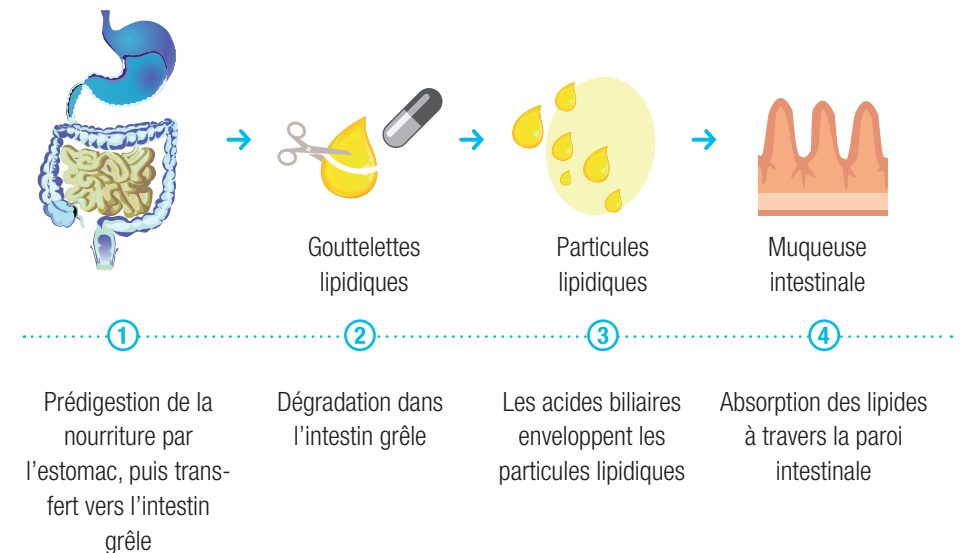 Gouttelettes
lipidiques
Particules
lipidiques
Muqueuse
intestinale
1
2
3
4
Prédigestion de la
nourriture par
l’estomac, puis trans-
fert vers l’intestin
grêle
Dégradation dans
l’intestin grêle
Les acides biliaires
enveloppent les
particules lipidiques
Absorption des lipides
à travers la paroi
intestinale